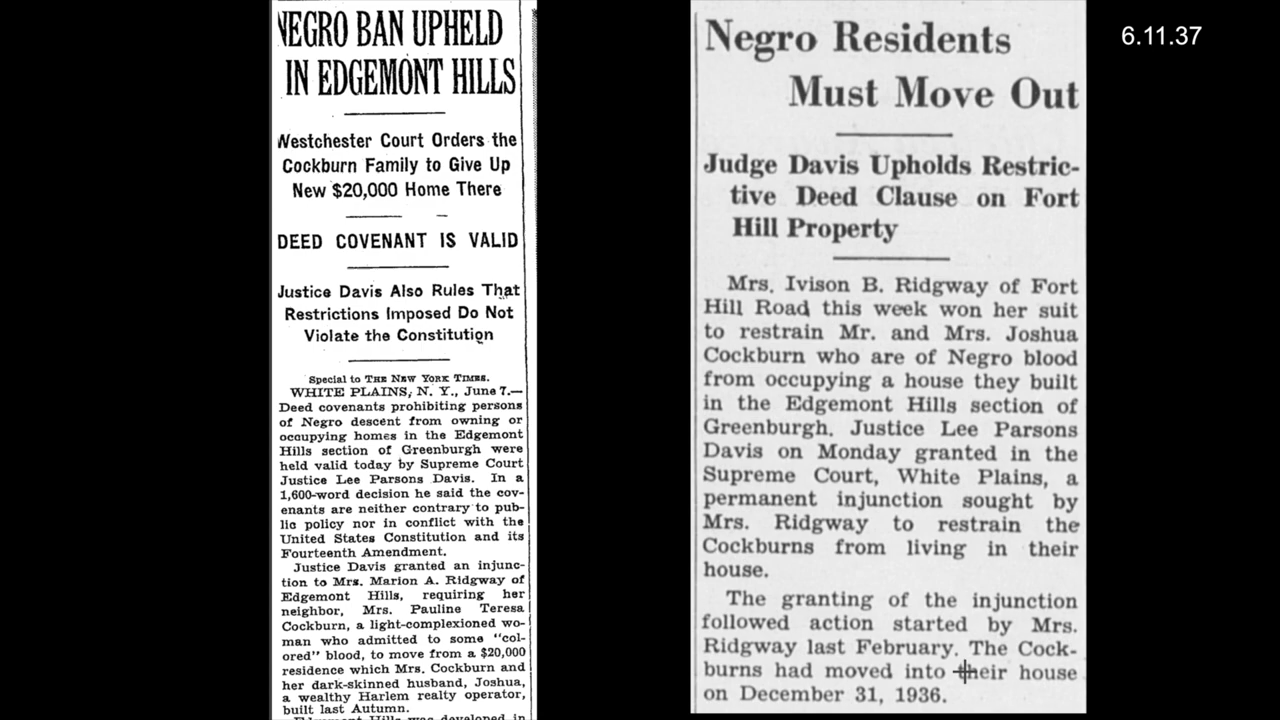 NEGRO BAN UPHELD
IN EDGEMONT HILLS
Westchester Court Orders the
Cockburn Family to Give Up
New $20,000 Home There
DEED COVENANT IS VALID
Justice Davis Also Rules That
Restrictions Imposed Do Not
Violate the Constitution
Special to THE NEW YORK TIMES.
WHITE PLAINS, N. Y., June 7.—
Deed covenants prohibiting persons
of Negro descent from owning or
occupying homes in the Edgemont
Hills section of Greenburgh were
held valid today by Supreme Court
Justice Lee Parsons Davis. In a
1,600-word decision he said the cov-
enants are neither contrary to pub-
lic policy nor in conflict with the
United States Constitution and its
Fourteenth Amendment.
Justice Davis granted an injunc-
tion to Mrs. Marion A. Ridgway of
Edgemont Hills, requiring her
neighbor, Mrs. Pauline Teresa
Cockburn, a light-complexioned wo-
man who admitted to some "col-
ored" blood, to move from a $20,000
residence which Mrs. Cockburn and
her dark-skinned husband, Joshua,
a wealthy Harlem realty operator,
built last Autumn.
Edgemont Hills was developed in
Negro Residents
Must Move Out
Judge Davis Upholds Restric-
tive Deed Clause on Fort
Hill Property
Mrs. Ivison B. Ridgway of Fort
Hill Road this week won her suit
to restrain Mr. and Mrs. Joshua
Cockburn who are of Negro blood
from occupying a house they built
in the Edgemont Hills section of
Greenburgh. Justice Lee Parsons
Davis on Monday granted in the
Supreme Court, White Plains, a
permanent injunction sought by
Mrs. Ridgway to restrain the
Cockburns from living in their
house.
The granting of the injunction
followed action started by Mrs.
Ridgway last February. The Cock-
burns had moved into their house
on December 31, 1936.
6.11.37